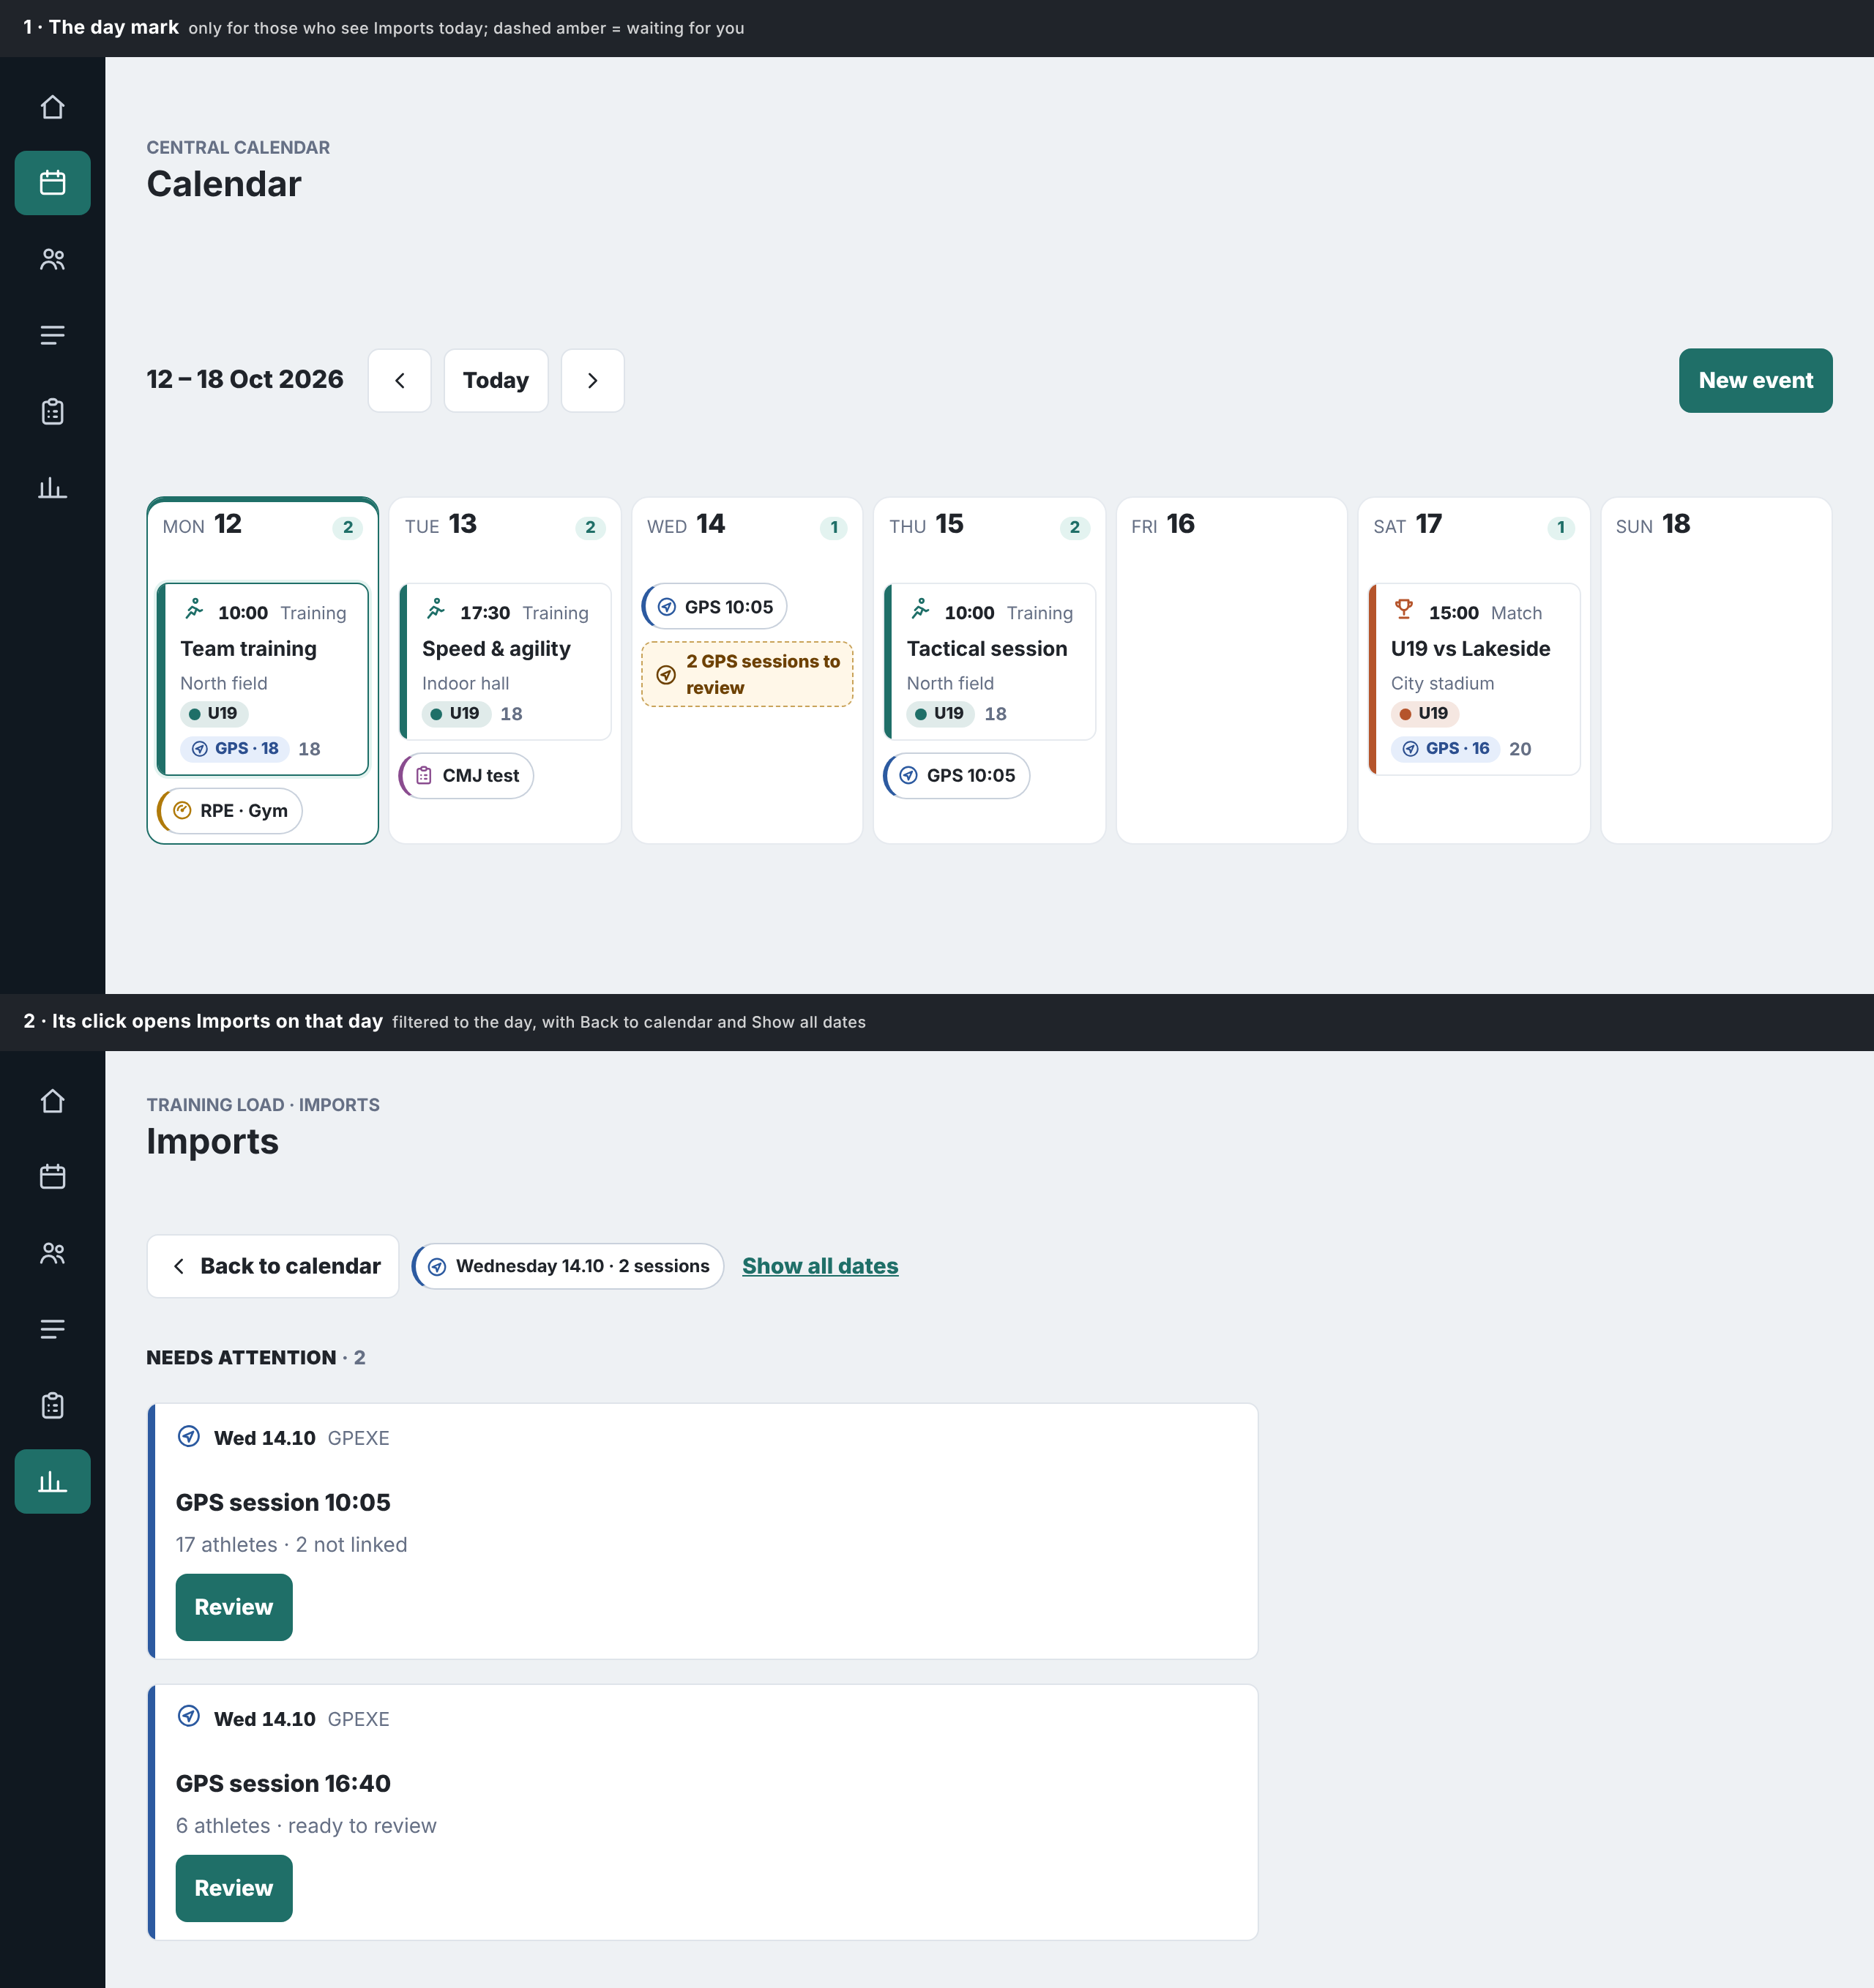 1 · The day mark only for those who see Imports today; dashed amber = waiting for you
CENTRAL CALENDAR
Calendar
12 – 18 Oct 2026
Today
New event
MON 12 2
10:00 Training
Team training
North field
U19
GPS · 18 18
RPE · Gym
TUE 13 2
17:30 Training
Speed & agility
Indoor hall
U19 18
CMJ test
WED 14 1
GPS 10:05
2 GPS sessions to
review
THU 15 2
10:00 Training
Tactical session
North field
U19 18
GPS 10:05
FRI 16
SAT 17 1
15:00 Match
U19 vs Lakeside
City stadium
U19
GPS · 16 20
SUN 18
2 · Its click opens Imports on that day filtered to the day, with Back to calendar and Show all dates
TRAINING LOAD · IMPORTS
Imports
Back to calendar
Wednesday 14.10 · 2 sessions
Show all dates
NEEDS ATTENTION · 2
Wed 14.10 GPEXE
GPS session 10:05
17 athletes · 2 not linked
Review
Wed 14.10 GPEXE
GPS session 16:40
6 athletes · ready to review
Review